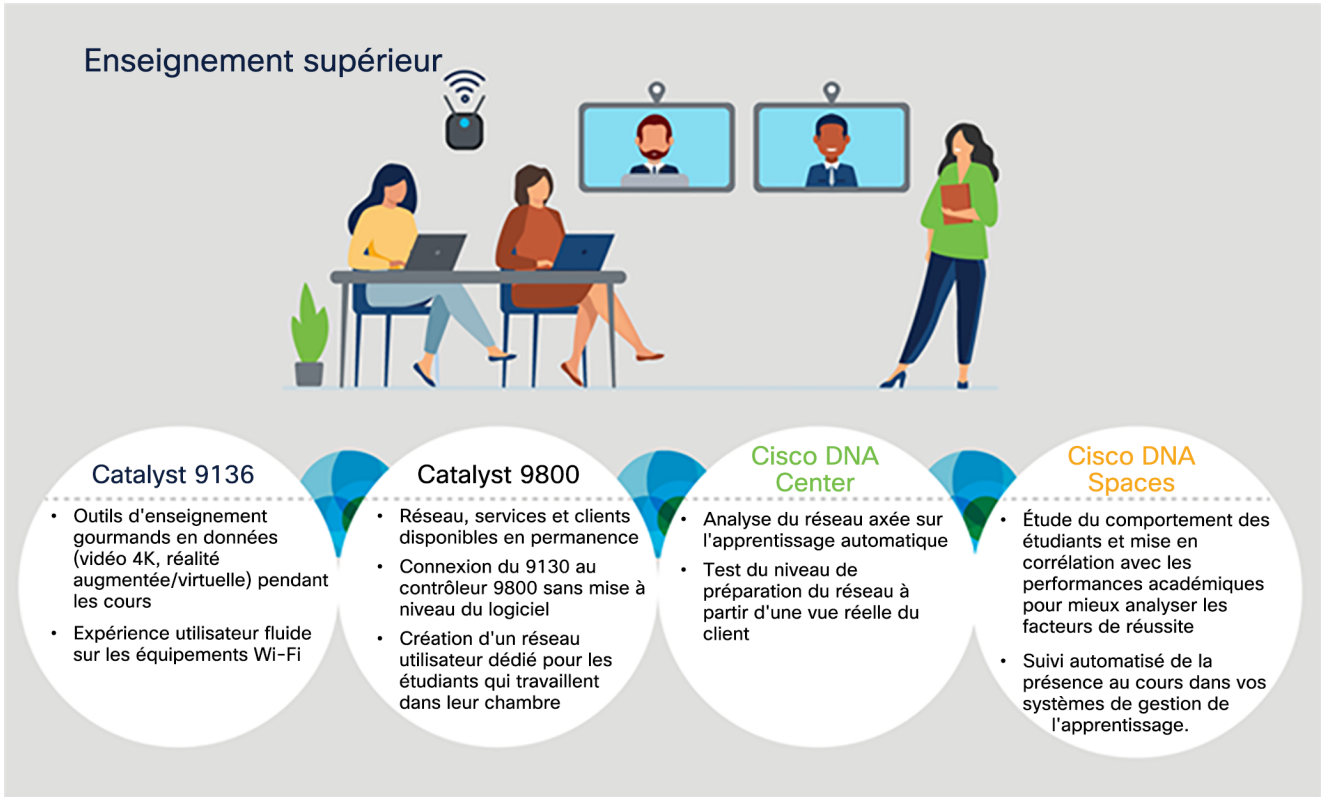 Enseignement supérieur
Catalyst 9136
• Outils d'enseignement
gourmands en données
(vidéo 4K, réalité
augmentée/virtuelle) pendant
les cours
• Expérience utilisateur fluide
sur les équipements Wi-Fi
Catalyst 9800
• Réseau, services et clients
disponibles en permanence
• Connexion du 9130 au
contrôleur 9800 sans mise à
niveau du logiciel
• Création d'un réseau
utilisateur dédié pour les
étudiants qui travaillent
dans leur chambre
Cisco DNA
Center
• Analyse du réseau axée sur
l'apprentissage automatique
• Test du niveau de
préparation du réseau à
partir d'une vue réelle du
client
Cisco DNA
Spaces
• Étude du comportement des
étudiants et mise en
corrélation avec les
performances académiques
pour mieux analyser les
facteurs de réussite
• Suivi automatisé de la
présence au cours dans vos
systèmes de gestion de
l'apprentissage.